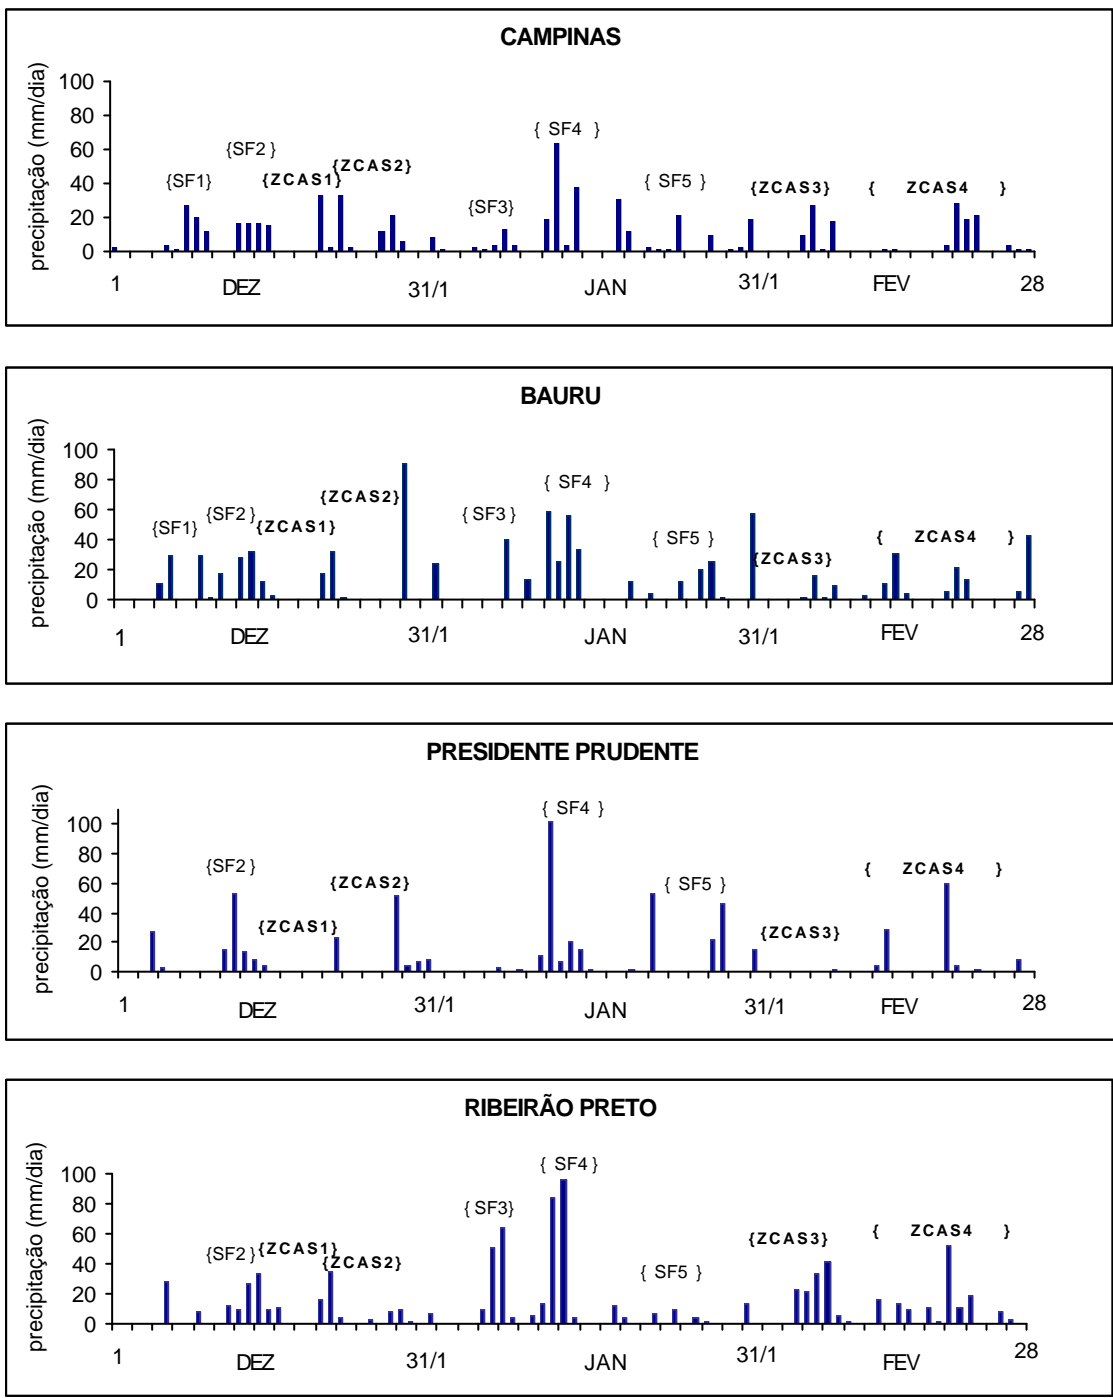 CAMPINAS
precipitação (mm/dia)
100
80
60
40
20
0
{SF1}
{SF2 }
{ZCAS1}
{ZCAS2}
{SF3}
{ SF4 }
{ SF5 }
{ZCAS3}
{ ZCAS4 }
1 DEZ 31/1 JAN 31/1 FEV 28
BAURU
precipitação (mm/dia)
100
80
60
40
20
0
{SF1}
{SF2 }
{ZCAS1}
{ZCAS2}
{ SF3 }
{ SF4 }
{ SF5 }
{ZCAS3}
{ ZCAS4 }
1 DEZ 31/1 JAN 31/1 FEV 28
PRESIDENTE PRUDENTE
precipitação (mm/dia)
100
80
60
40
20
0
{SF2 }
{ZCAS1}
{ZCAS2}
{ SF4 }
{ SF5 }
{ZCAS3}
{ ZCAS4 }
1 DEZ 31/1 JAN 31/1 FEV 28
RIBEIRÃO PRETO
precipitação (mm/dia)
100
80
60
40
20
0
{SF2 }
{ZCAS1}
{ZCAS2}
{ SF3}
{ SF4 }
{ SF5 }
{ZCAS3}
{ ZCAS4 }
1 DEZ 31/1 JAN 31/1 FEV 28